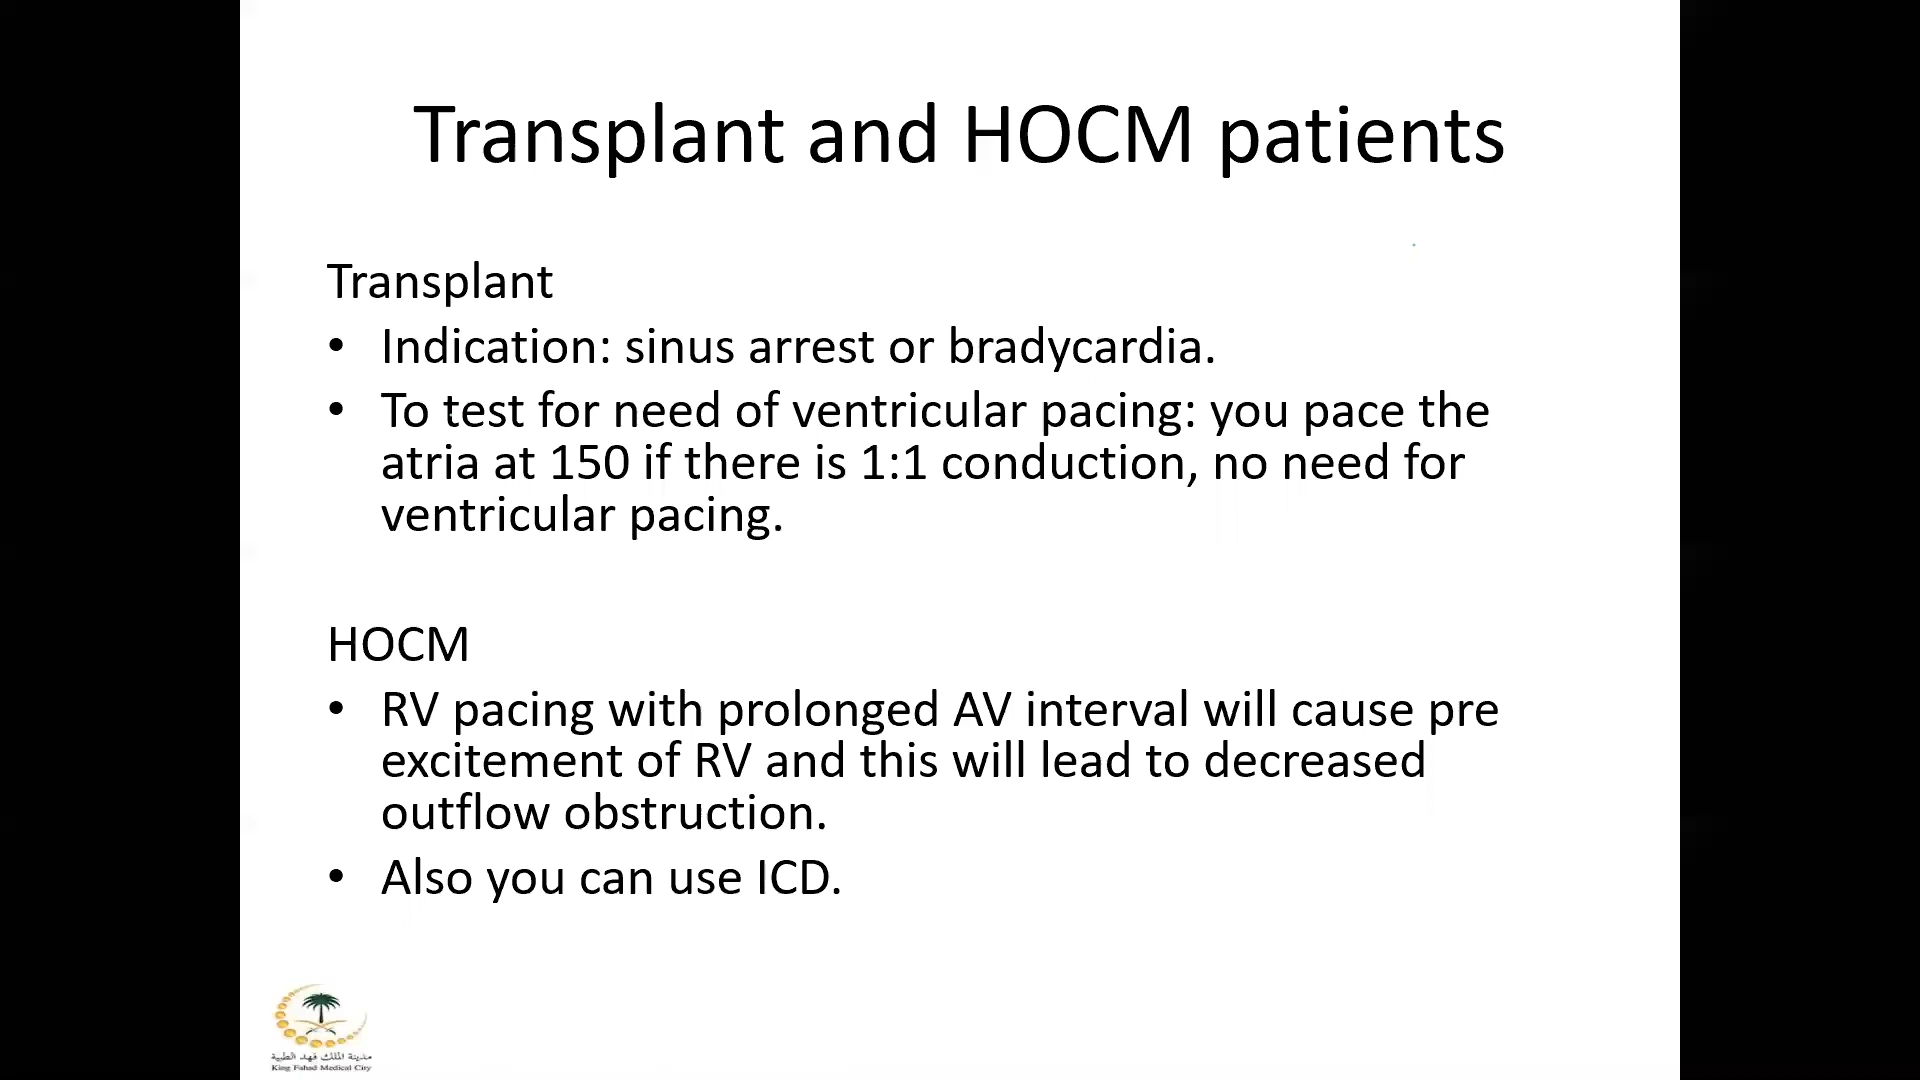 Transplant and HOCM patients
Transplant
• Indication: sinus arrest or bradycardia.
• To test for need of ventricular pacing: you pace the
atria at 150 if there is 1:1 conduction, no need for
ventricular pacing.
HOCM
• RV pacing with prolonged AV interval will cause pre
excitement of RV and this will lead to decreased
outflow obstruction.
• Also you can use ICD.
مدينة الملك فهد الطبية
King Fahad Medical City